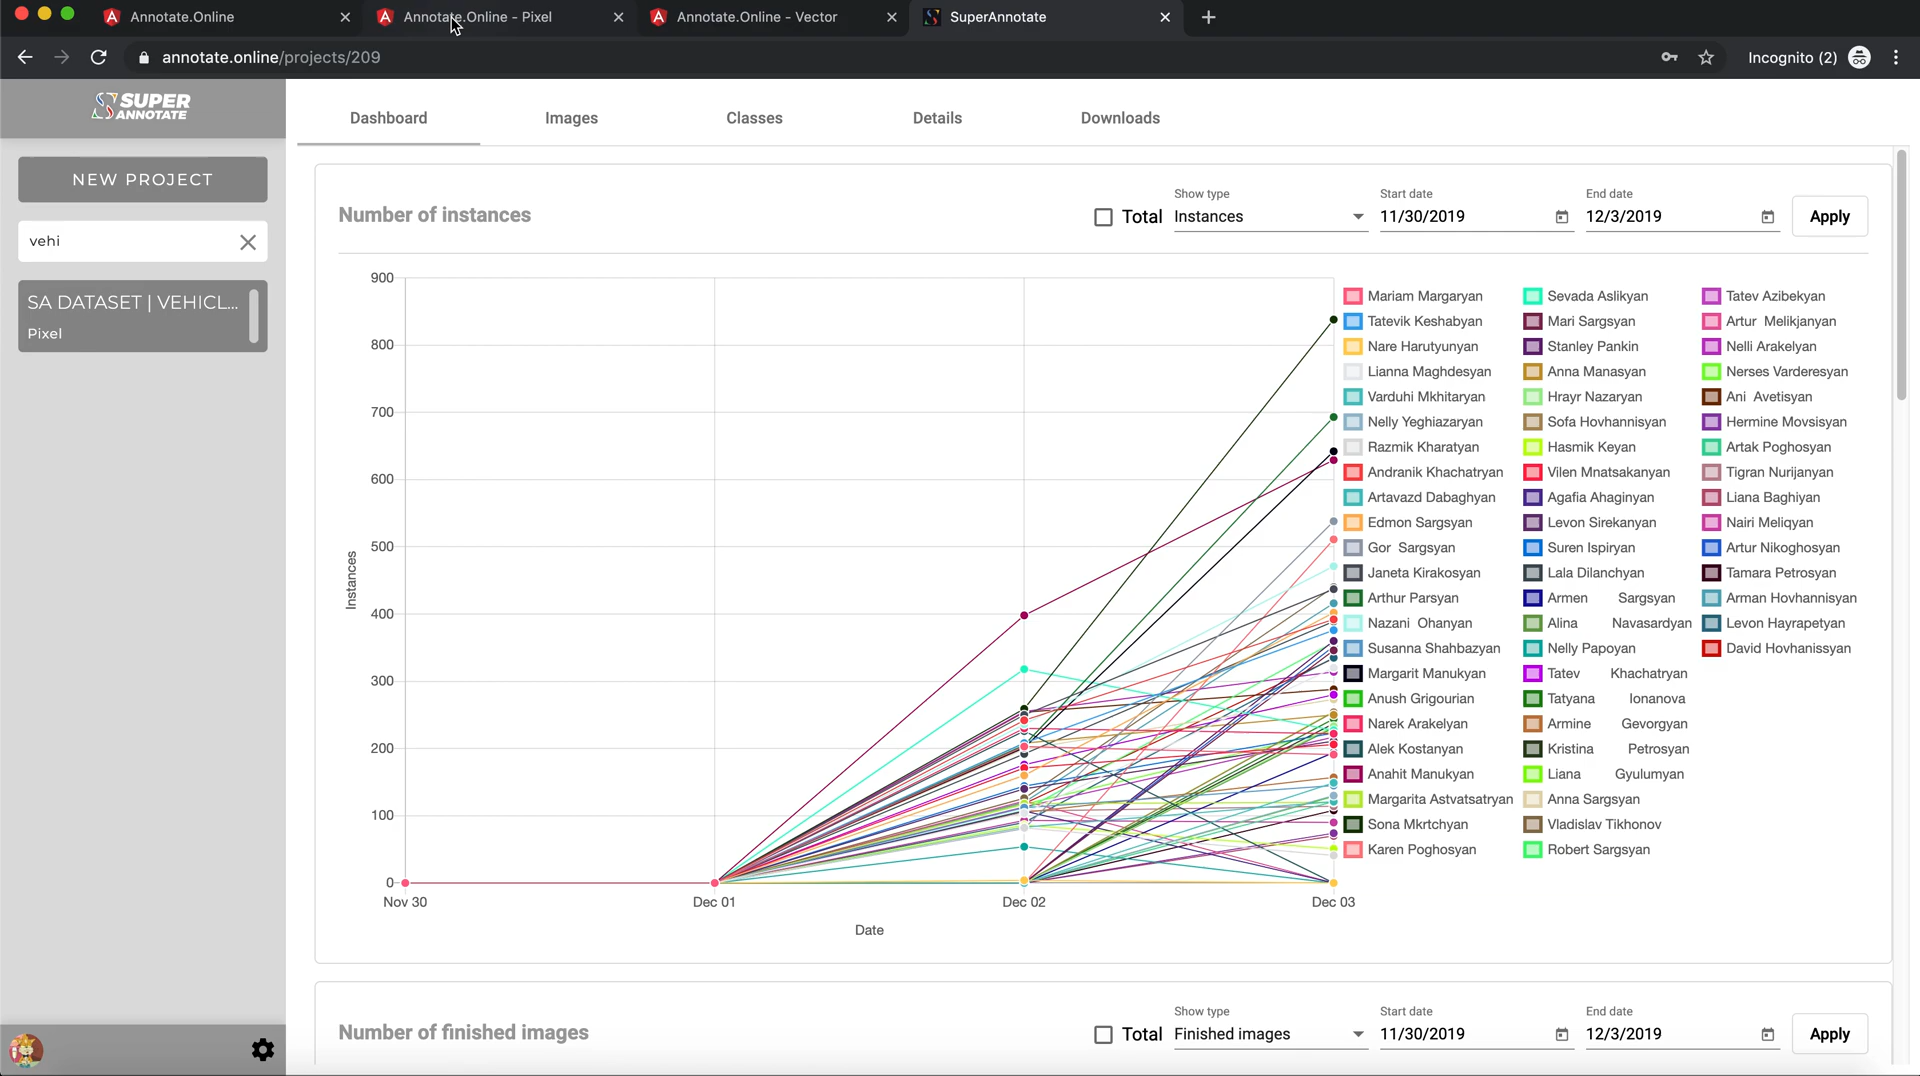 Annotate.Online
Annotate.Online - Pixel
Annotate.Online - Vector
SuperAnnotate
annotate.online/projects/209
Incognito (2)
SUPER
ANNOTATE
NEW PROJECT
vehi
SA DATASET | VEHICL...
Pixel
Dashboard
Images
Classes
Details
Downloads
Number of instances
Total
Show type
Instances
Start date
11/30/2019
End date
12/3/2019
Apply
900
800
700
600
500
400
300
200
100
0
Instances
Nov 30
Dec 01
Dec 02
Dec 03
Date
Mariam Margaryan
Tatevik Keshabyan
Nare Harutyunyan
Lianna Maghdesyan
Varduhi Mkhitaryan
Nelly Yeghiazaryan
Razmik Kharatyan
Andranik Khachatryan
Artavazd Dabaghyan
Edmon Sargsyan
Gor Sargsyan
Janeta Kirakosyan
Arthur Parsyan
Nazani Ohanyan
Susanna Shahbazyan
Margarit Manukyan
Anush Grigourian
Narek Arakelyan
Alek Kostanyan
Anahit Manukyan
Margarita Astvatsatryan
Sona Mkrtchyan
Karen Poghosyan
Sevada Aslikyan
Mari Sargsyan
Stanley Pankin
Anna Manasyan
Hrayr Nazaryan
Sofa Hovhannisyan
Hasmik Keyan
Vilen Mnatsakanyan
Agafia Ahaginyan
Levon Sirekanyan
Suren Ispiryan
Lala Dilanchyan
Armen Sargsyan
Alina Navasardyan
Nelly Papoyan
Tatev Khachatryan
Tatyana Ionanova
Armine Gevorgyan
Kristina Petrosyan
Liana Gyulumyan
Anna Sargsyan
Vladislav Tikhonov
Robert Sargsyan
Tatev Azibekyan
Artur Melikjanyan
Nelli Arakelyan
Nerses Varderesyan
Ani Avetisyan
Hermine Movsisyan
Artak Poghosyan
Tigran Nurijanyan
Liana Baghiyan
Nairi Meliqyan
Artur Nikoghosyan
Tamara Petrosyan
Arman Hovhannisyan
Levon Hayrapetyan
David Hovhanissyan
Number of finished images
Total
Show type
Finished images
Start date
11/30/2019
End date
12/3/2019
Apply